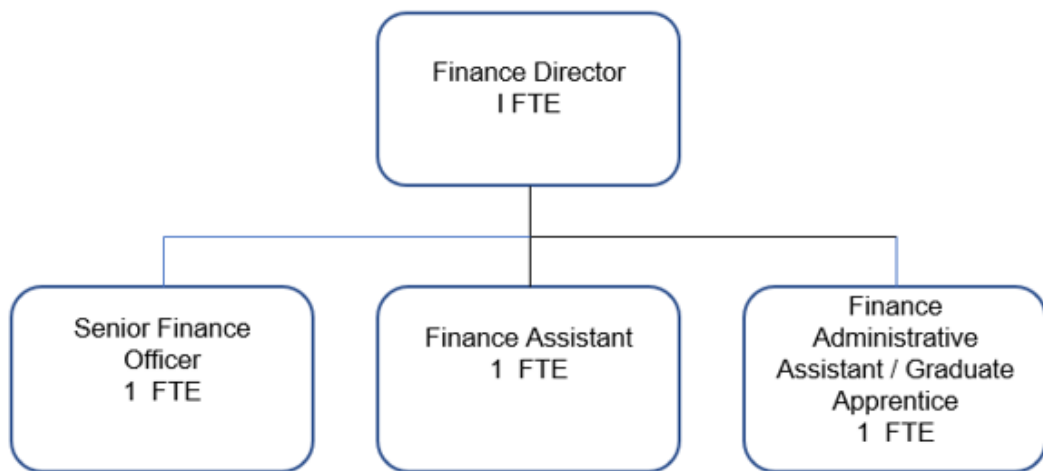 Finance Director
I FTE
Senior Finance
Officer
1 FTE
Finance Assistant
1 FTE
Finance
Administrative
Assistant / Graduate
Apprentice
1 FTE